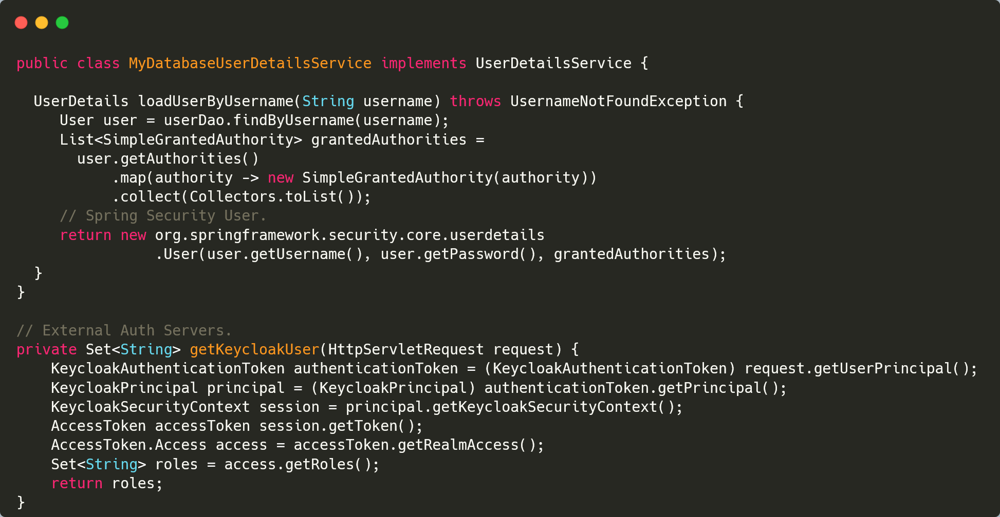 public class MyDatabaseUserDetailsService implements UserDetailsService {
  UserDetails loadUserByUsername(String username) throws UsernameNotFoundException {
     User user = userDao.findByUsername(username);
     List<SimpleGrantedAuthority> grantedAuthorities =
       user.getAuthorities()
           .map(authority -> new SimpleGrantedAuthority(authority))
           .collect(Collectors.toList());
     // Spring Security User.
     return new org.springframework.security.core.userdetails
                .User(user.getUsername(), user.getPassword(), grantedAuthorities);
  }
}
// External Auth Servers.
private Set<String> getKeycloakUser(HttpServletRequest request) {
    KeycloakAuthenticationToken authenticationToken = (KeycloakAuthenticationToken) request.getUserPrincipal();
    KeycloakPrincipal principal = (KeycloakPrincipal) authenticationToken.getPrincipal();
    KeycloakSecurityContext session = principal.getKeycloakSecurityContext();
    AccessToken accessToken session.getToken();
    AccessToken.Access access = accessToken.getRealmAccess();
    Set<String> roles = access.getRoles();
    return roles;
}